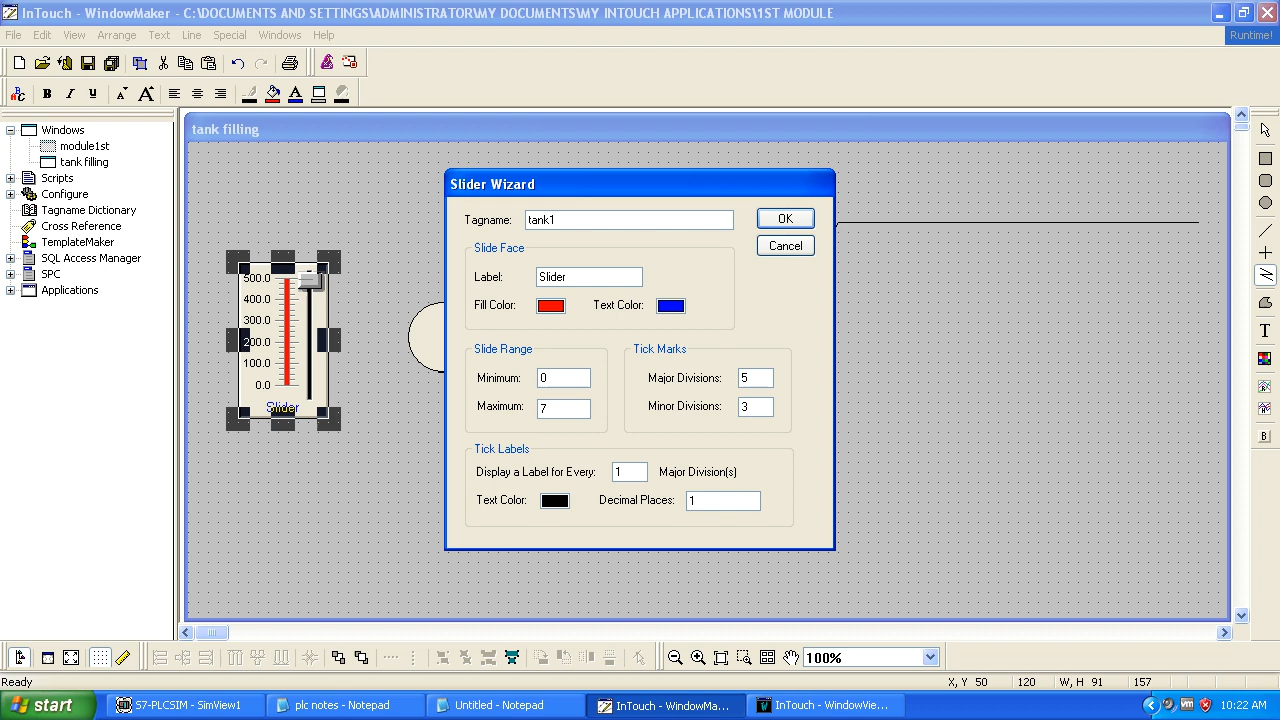 InTouch - WindowMaker - C:\DOCUMENTS AND SETTINGS\ADMINISTRATOR\MY DOCUMENTS\MY INTOUCH APPLICATIONS\1ST MODULE
File Edit View Arrange Text Line Special Windows Help
Runtime!
B I U A A A
Windows
module1st
tank filling
Scripts
Configure
Tagname Dictionary
Cross Reference
TemplateMaker
SQL Access Manager
SPC
Applications
tank filling
500.0
400.0
300.0
200.0
100.0
0.0
Slider
Slider Wizard
Tagname: tank1
OK
Cancel
Slide Face
Label: Slider
Fill Color: Text Color:
Slide Range
Minimum: 0
Maximum: 7
Tick Marks
Major Divisions: 5
Minor Divisions: 3
Tick Labels
Display a Label for Every: 1 Major Division(s)
Text Color: Decimal Places: 1
T
B
100%
Ready
X, Y 50 120 W, H 91 157
start
S7-PLCSIM - SimView1
plc notes - Notepad
Untitled - Notepad
InTouch - WindowMa...
InTouch - WindowVie...
10:22 AM